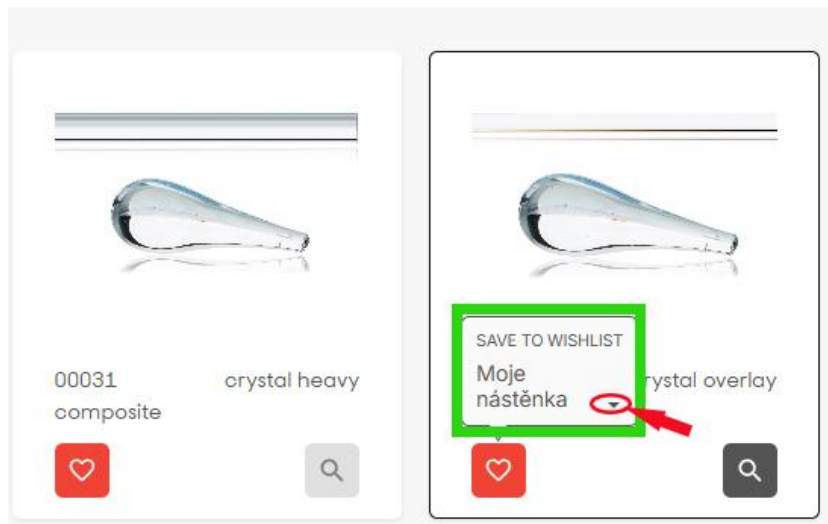 00031 crystal heavy
composite
SAVE TO WISHLIST
Moje
nástěnka
rystal overlay